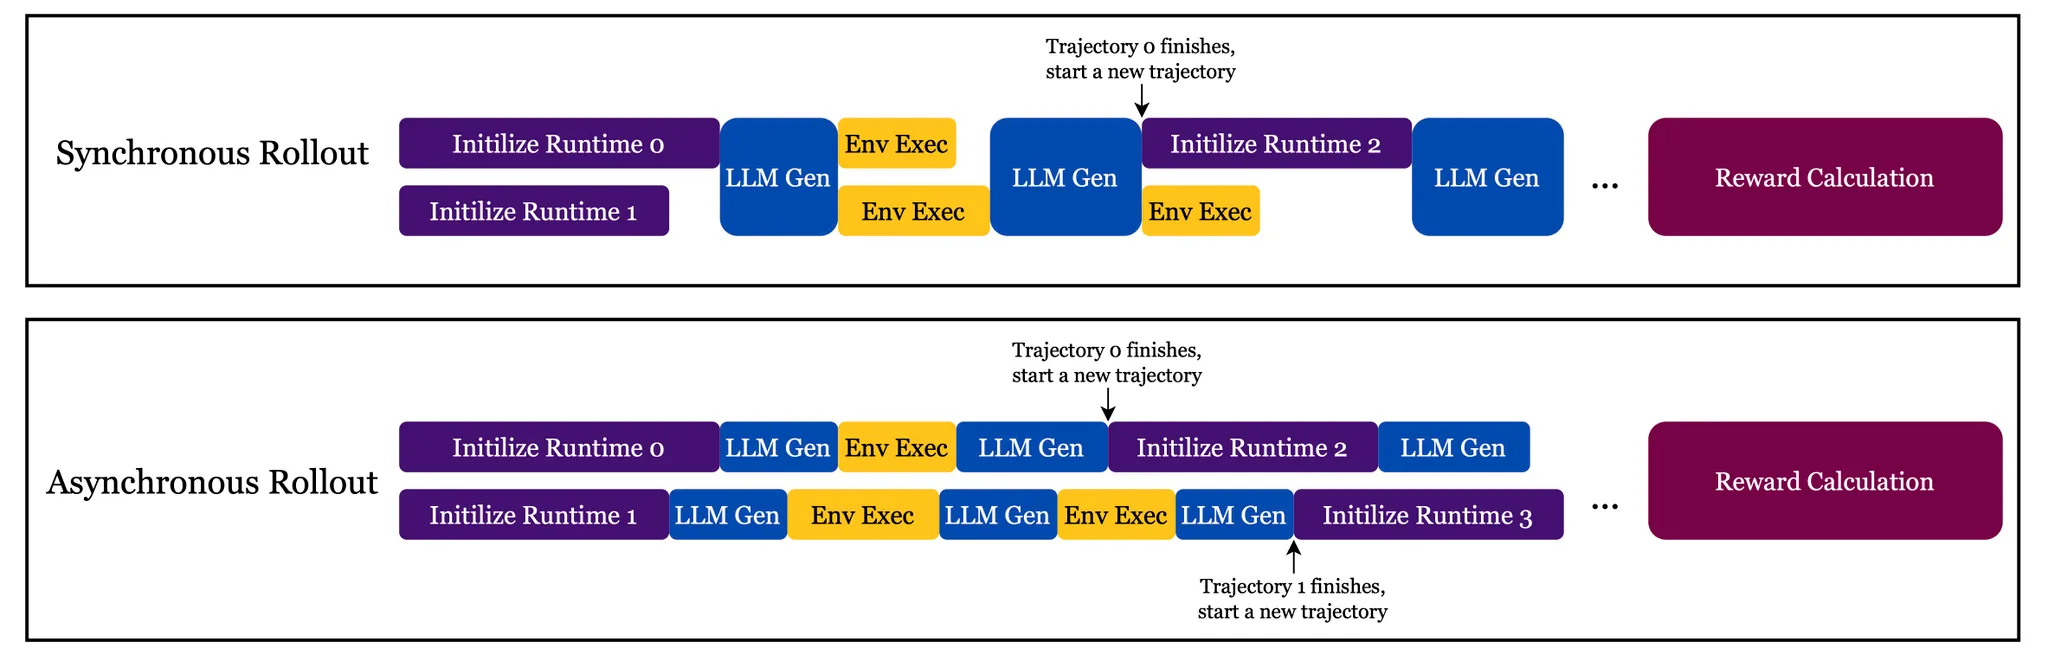 Trajectory 0 finishes,
start a new trajectory
Synchronous Rollout
Initilize Runtime 0
LLM Gen
Env Exec
LLM Gen
Initilize Runtime 2
LLM Gen
...
Reward Calculation
Initilize Runtime 1
Env Exec
Env Exec
Trajectory 0 finishes,
start a new trajectory
Asynchronous Rollout
Initilize Runtime 0
LLM Gen
Env Exec
LLM Gen
Initilize Runtime 2
LLM Gen
...
Reward Calculation
Initilize Runtime 1
LLM Gen
Env Exec
LLM Gen
Env Exec
LLM Gen
Initilize Runtime 3
Trajectory 1 finishes,
start a new trajectory